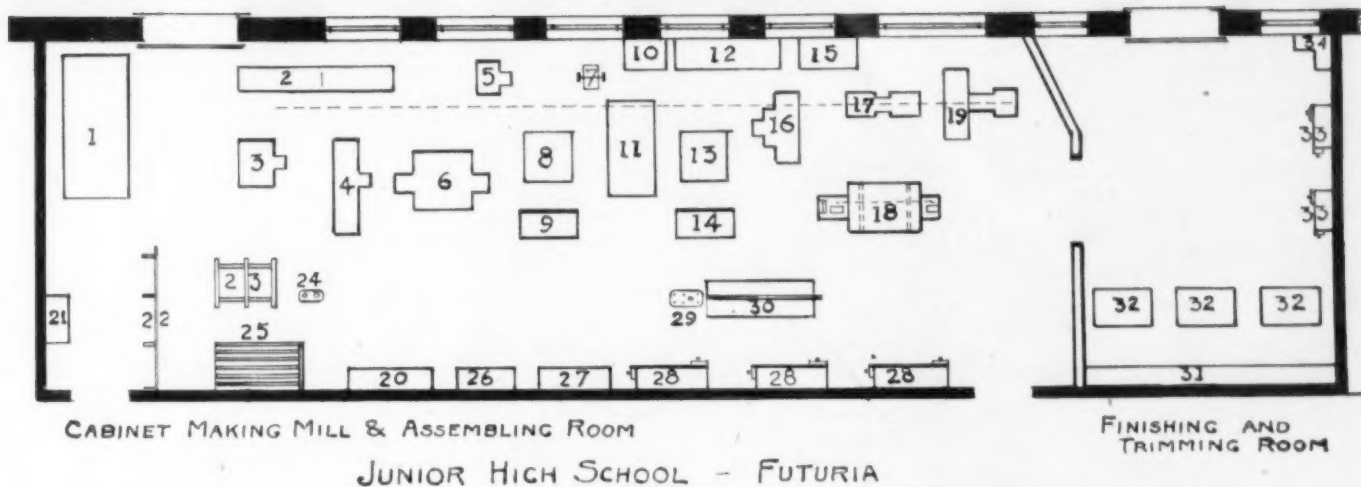 10 12 15 34
2 5 7 17 19
1 3 4 6 8 11 13 16 33
9 14 18 33
2 3 24 29 30 32 32 32
21 22 25
20 26 27 28 28 28 31
CABINET MAKING MILL & ASSEMBLING ROOM
FINISHING AND
TRIMMING ROOM
JUNIOR HIGH SCHOOL - FUTURIA